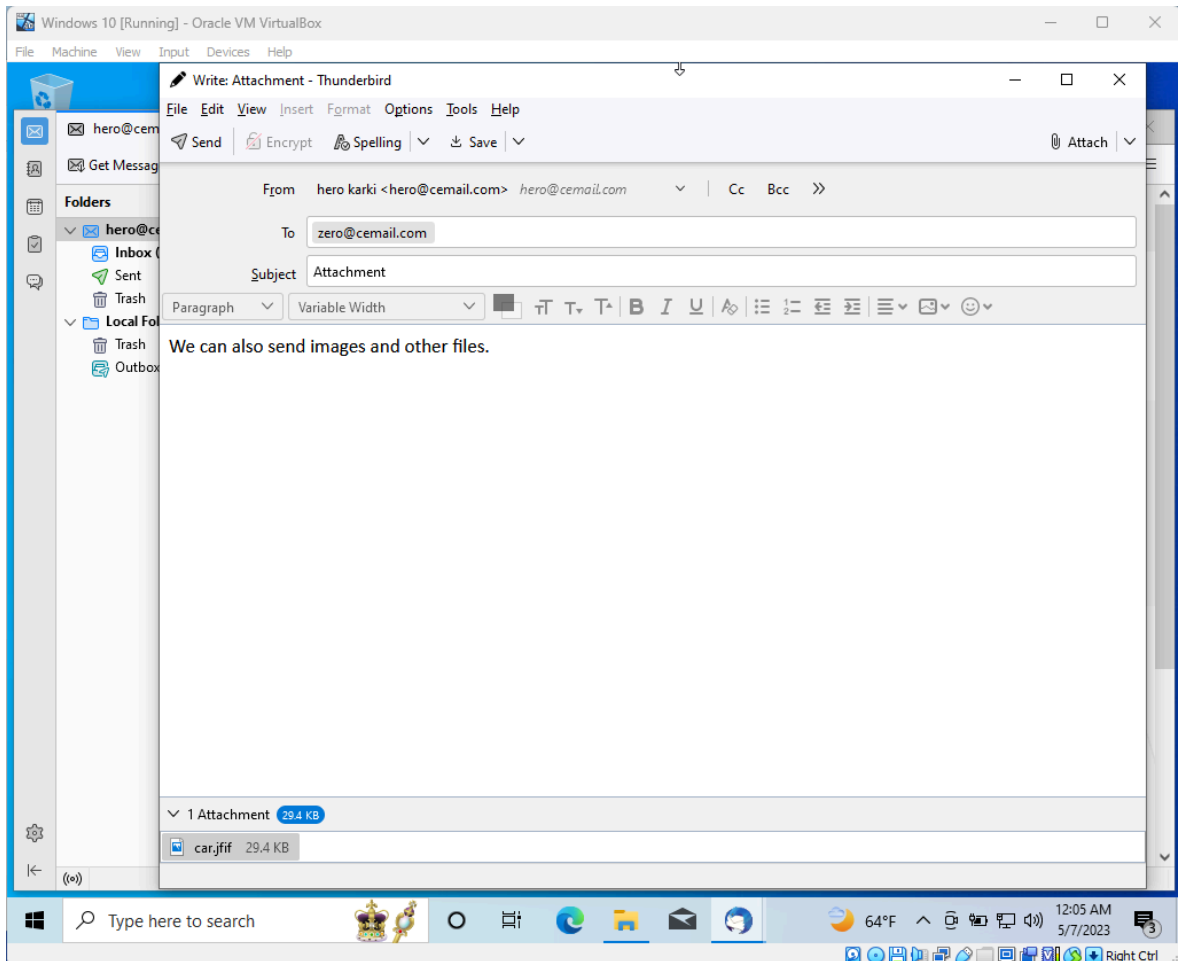 Windows 10 [Running] - Oracle VM VirtualBox
File Machine View Input Devices Help
Write: Attachment - Thunderbird
File Edit View Insert Format Options Tools Help
hero@cem
Send Encrypt Spelling Save Attach
Get Messag
From hero karki <hero@cemail.com> hero@cemail.com Cc Bcc
Folders
hero@ce
To zero@cemail.com
Inbox (
Sent
Subject Attachment
Trash
Paragraph Variable Width
Local Fol
Trash
We can also send images and other files.
Outbox
1 Attachment 29.4 KB
car.jfif 29.4 KB
Type here to search
64°F
12:05 AM
5/7/2023
3
Right Ctrl